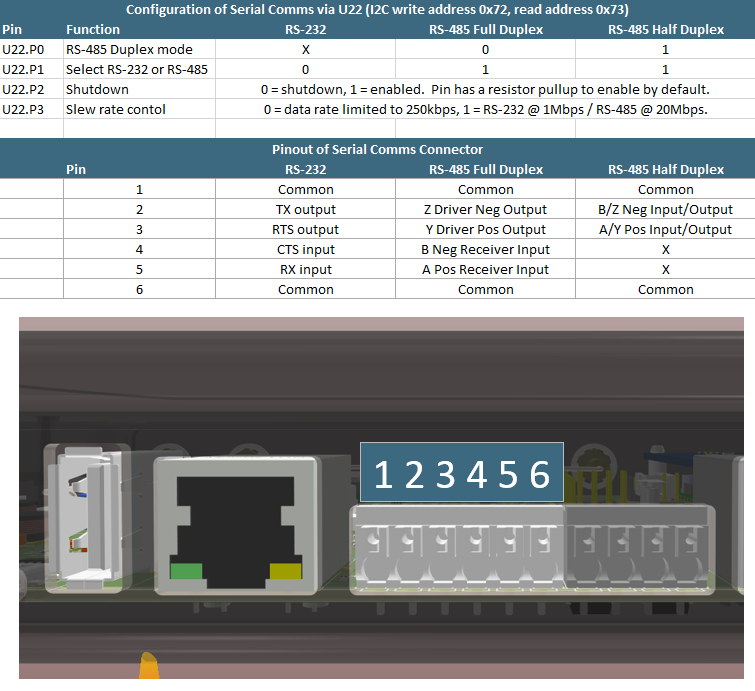 Configuration of Serial Comms via U22 (I2C write address 0x72, read address 0x73)
Pin Function RS-232 RS-485 Full Duplex RS-485 Half Duplex
U22.P0 RS-485 Duplex mode X 0 1
U22.P1 Select RS-232 or RS-485 0 1 1
U22.P2 Shutdown 0 = shutdown, 1 = enabled. Pin has a resistor pullup to enable by default.
U22.P3 Slew rate contol 0 = data rate limited to 250kbps, 1 = RS-232 @ 1Mbps / RS-485 @ 20Mbps.
Pinout of Serial Comms Connector
Pin RS-232 RS-485 Full Duplex RS-485 Half Duplex
1 Common Common Common
2 TX output Z Driver Neg Output B/Z Neg Input/Output
3 RTS output Y Driver Pos Output A/Y Pos Input/Output
4 CTS input B Neg Receiver Input X
5 RX input A Pos Receiver Input X
6 Common Common Common
1 2 3 4 5 6